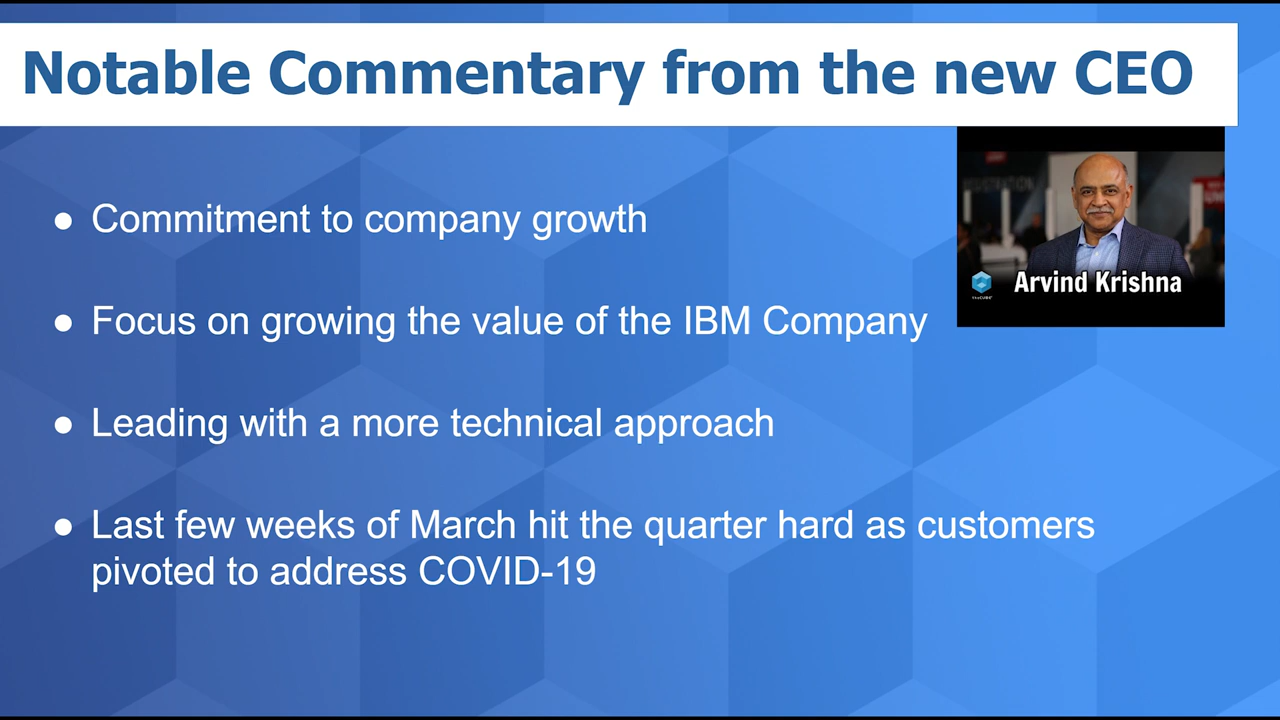 Notable Commentary from the new CEO
● Commitment to company growth
● Focus on growing the value of the IBM Company
● Leading with a more technical approach
● Last few weeks of March hit the quarter hard as customers
pivoted to address COVID-19
Arvind Krishna
theCUBE